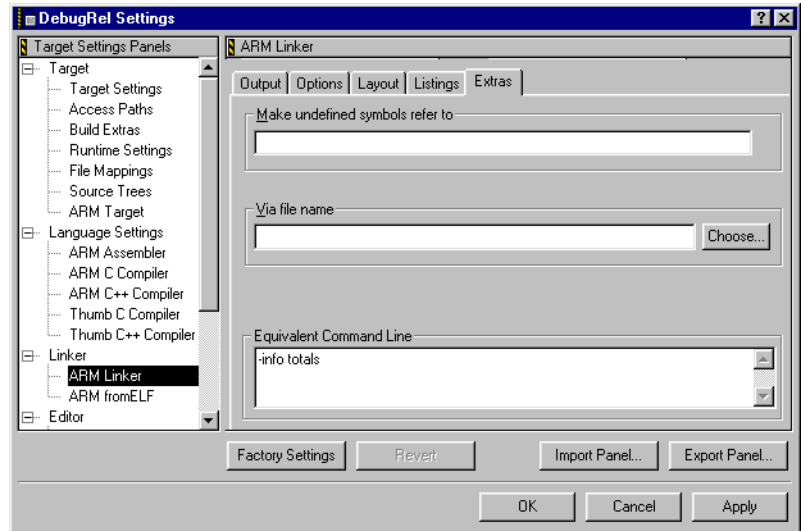 DebugRel Settings
Target Settings Panels
Target
Target Settings
Access Paths
Build Extras
Runtime Settings
File Mappings
Source Trees
ARM Target
Language Settings
ARM Assembler
ARM C Compiler
ARM C++ Compiler
Thumb C Compiler
Thumb C++ Compiler
Linker
ARM Linker
ARM fromELF
Editor
ARM Linker
Output Options Layout Listings Extras
Make undefined symbols refer to
Via file name
Choose...
Equivalent Command Line
-info totals
Factory Settings Revert Import Panel... Export Panel...
OK Cancel Apply